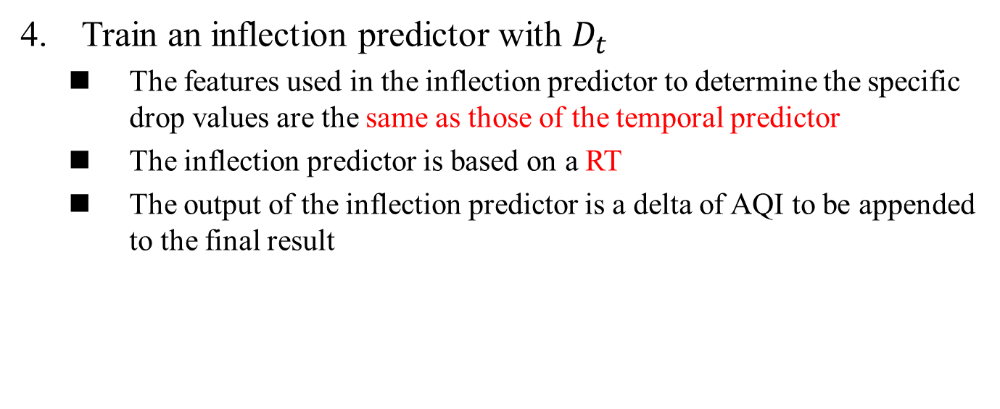 4. Train an inflection predictor with $D_t$
■ The features used in the inflection predictor to determine the specific
drop values are the same as those of the temporal predictor
■ The inflection predictor is based on a RT
■ The output of the inflection predictor is a delta of AQI to be appended
to the final result